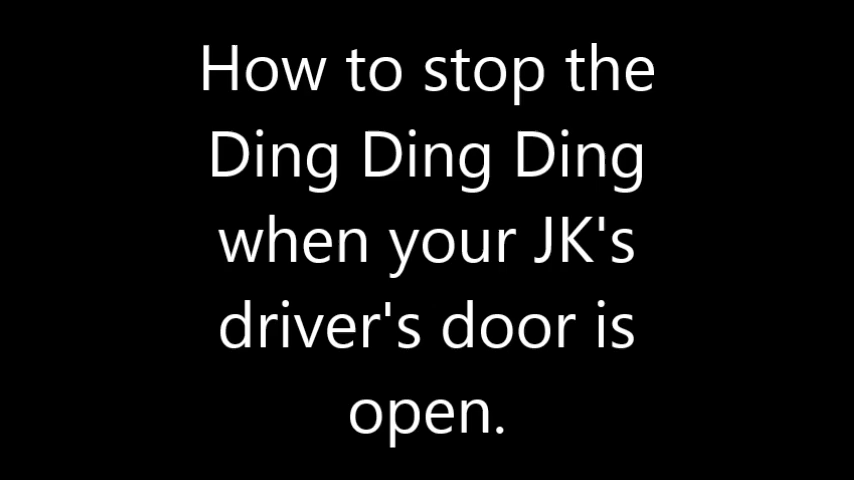 How to stop the
Ding Ding Ding
when your JK's
driver's door is
open.